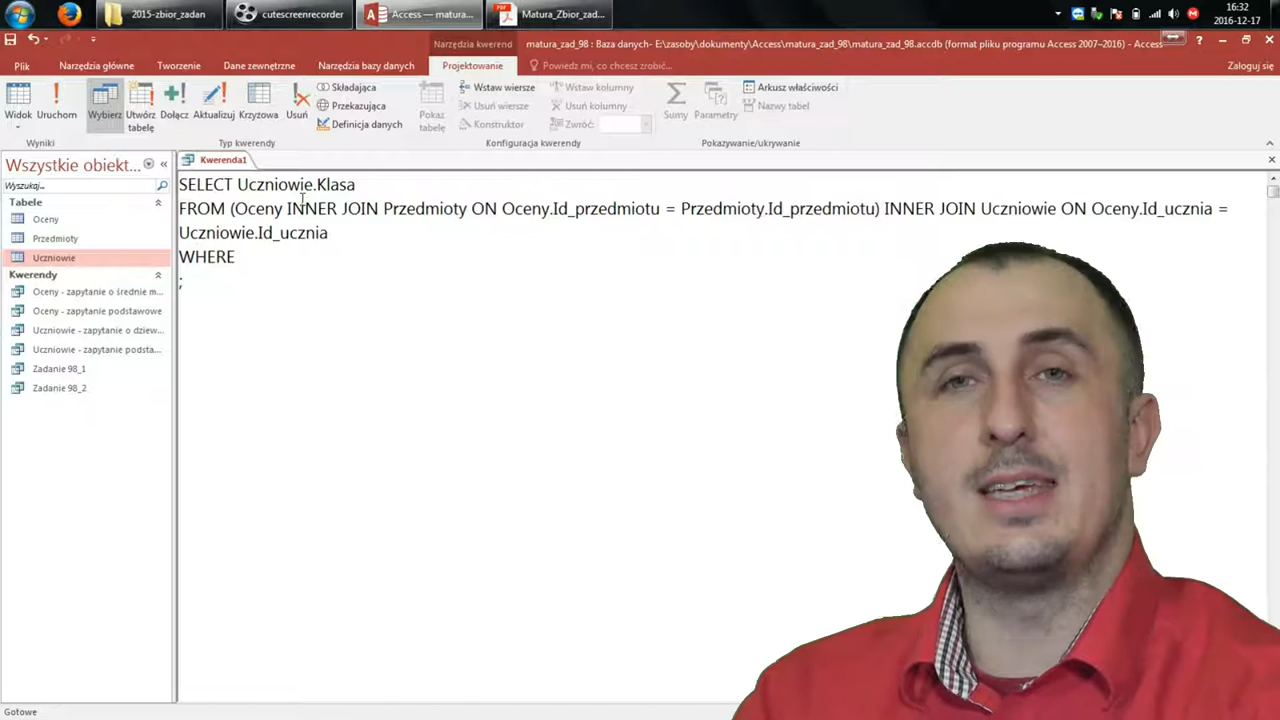 2015-zbior_zadan
cutescreenrecorder
Access — matura...
Matura_Zbior_zad...
16:32
2016-12-17
Narzędzia kwerend
matura_zad_98 : Baza danych- E:\zasoby\dokumenty\Access\matura_zad_98\matura_zad_98.accdb (format pliku programu Access 2007–2016) - Access
Plik
Narzędzia główne
Tworzenie
Dane zewnętrzne
Narzędzia bazy danych
Projektowanie
Powiedz mi, co chcesz zrobić...
Zaloguj się
Widok
Uruchom
Wybierz
Utwórz tabelę
Dołącz
Aktualizuj
Krzyżowa
Usuń
Składająca
Przekazująca
Definicja danych
Pokaz tabelę
Wstaw wiersze
Usuń wiersze
Konstruktor
Wstaw kolumny
Usuń kolumny
Zwróć:
Sumy
Parametry
Arkusz właściwości
Nazwy tabel
Wyniki
Typ kwerendy
Konfiguracja kwerendy
Pokazywanie/ukrywanie
Wszystkie obiekt...
Wyszukaj...
Tabele
Oceny
Przedmioty
Uczniowie
Kwerendy
Oceny - zapytanie o średnie m...
Oceny - zapytanie podstawowe
Uczniowie - zapytanie o dziew...
Uczniowie - zapytanie podsta...
Zadanie 98_1
Zadanie 98_2
Kwerenda1
SELECT Uczniowie.Klasa
FROM (Oceny INNER JOIN Przedmioty ON Oceny.Id_przedmiotu = Przedmioty.Id_przedmiotu) INNER JOIN Uczniowie ON Oceny.Id_ucznia =
Uczniowie.Id_ucznia
WHERE
;
Gotowe